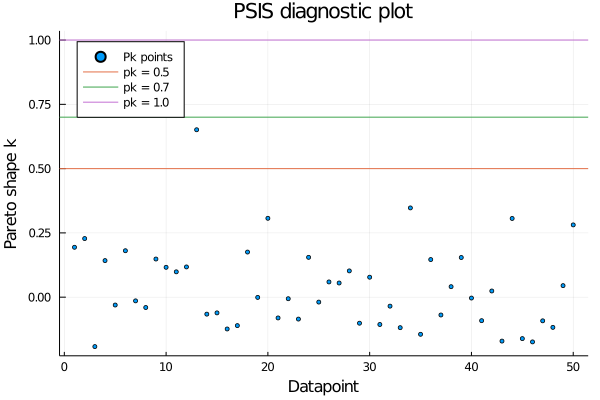 PSIS diagnostic plot
Pareto shape k
1.00
0.75
0.50
0.25
0.00
Pk points
pk = 0.5
pk = 0.7
pk = 1.0
0 10 20 30 40 50
Datapoint